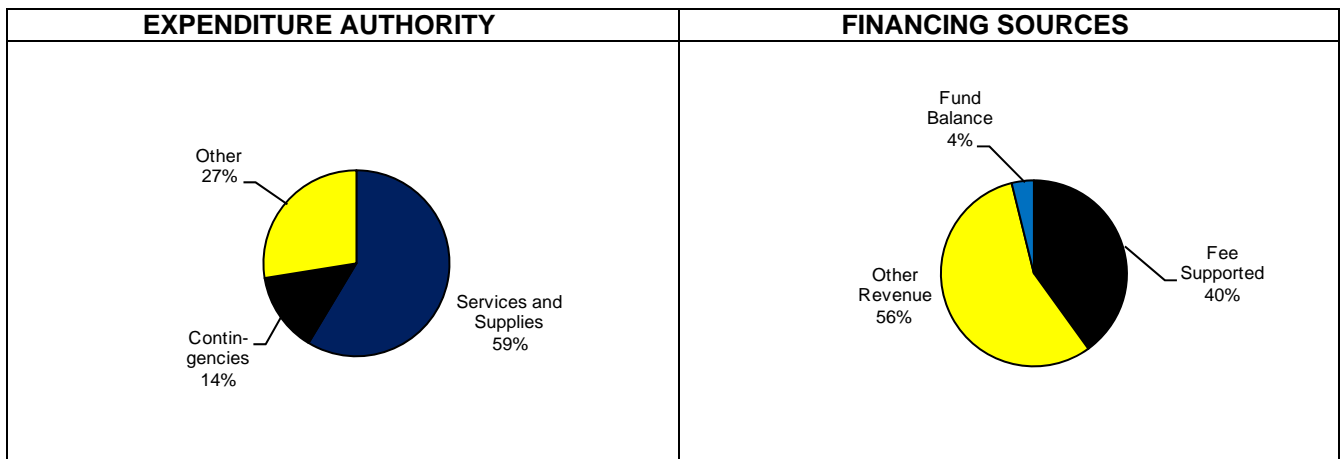 EXPENDITURE AUTHORITY
Other
27%
Contin-
gencies
14%
Services and
Supplies
59%
FINANCING SOURCES
Fund
Balance
4%
Other
Revenue
56%
Fee
Supported
40%